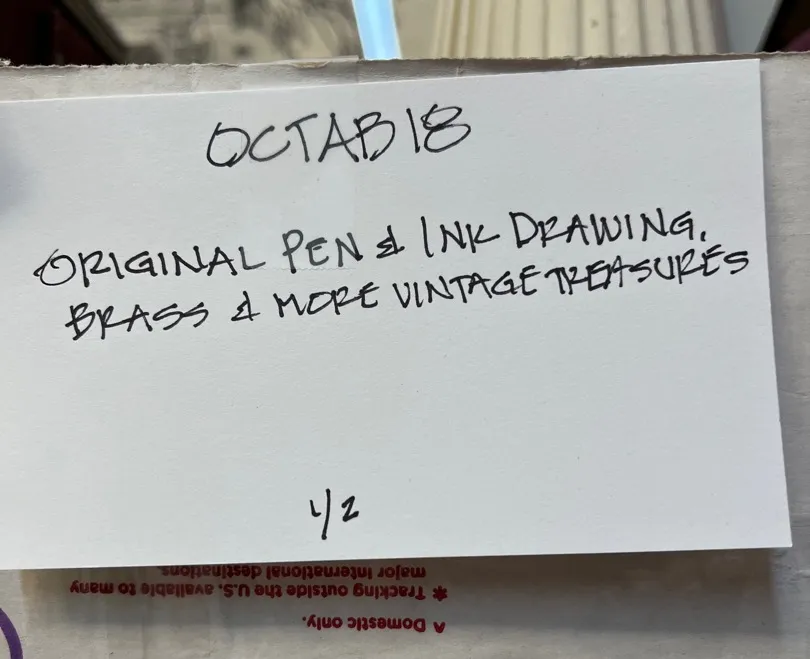 OCTAB18
ORIGINAL PEN & INK DRAWING,
BRASS & MORE VINTAGE TREASURES
1/2
^ Domestic only.
* Tracking outside the U.S. available to many
major international destinations.